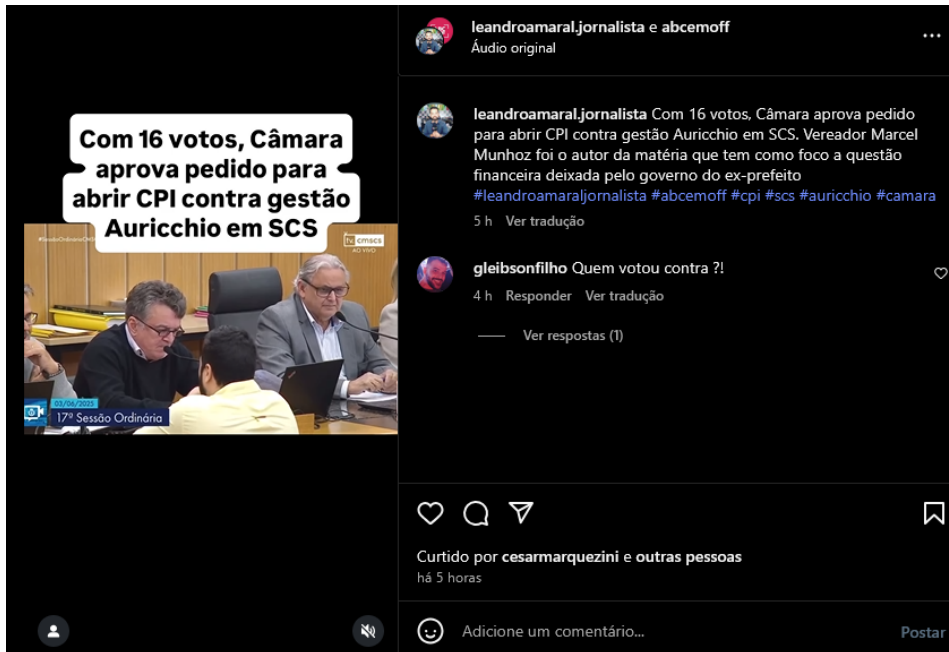 Com 16 votos, Câmara
aprova pedido para
abrir CPI contra gestão
Auricchio em SCS
tv cmscs
AO VIVO
03/06/2025
17ª Sessão Ordinária
leandroamaral.jornalista e abcemoff
Áudio original
leandroamaral.jornalista Com 16 votos, Câmara aprova pedido
para abrir CPI contra gestão Auricchio em SCS. Vereador Marcel
Munhoz foi o autor da matéria que tem como foco a questão
financeira deixada pelo governo do ex-prefeito
#leandroamaraljornalista #abcemoff #cpi #scs #auricchio #camara
5 h Ver tradução
gleibsonfilho Quem votou contra ?!
4 h Responder Ver tradução
Ver respostas (1)
Curtido por cesarmarquezini e outras pessoas
há 5 horas
Adicione um comentário...
Postar